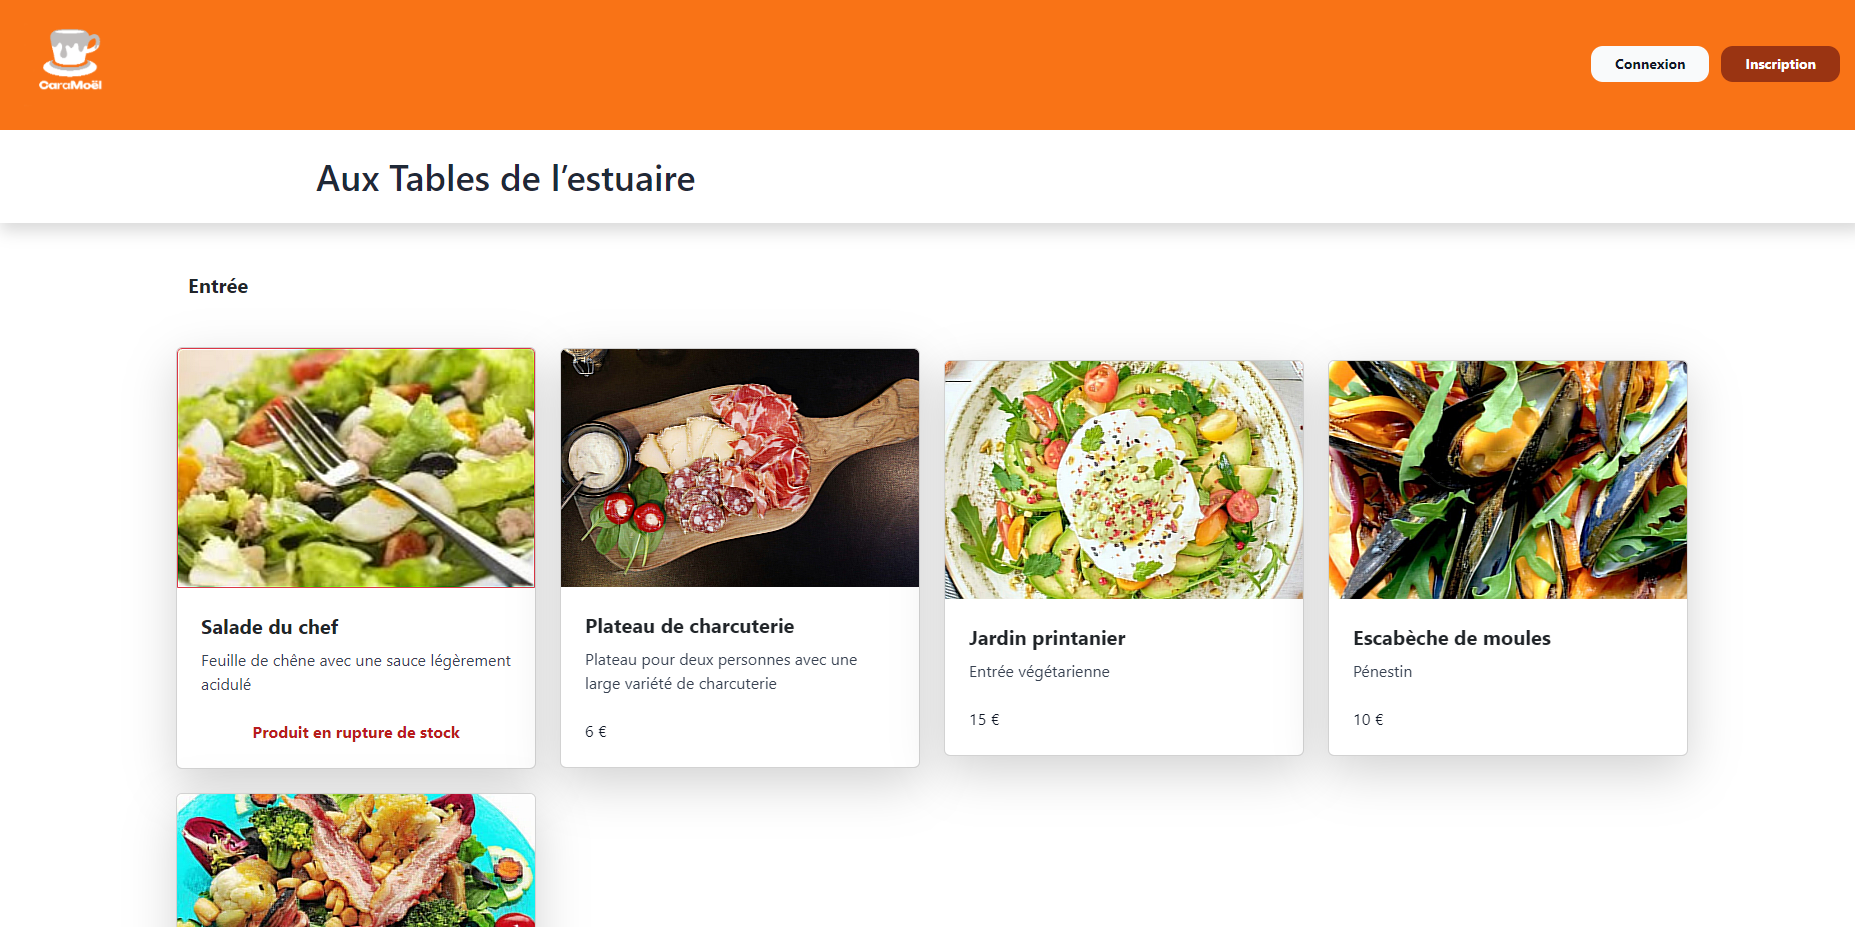 CaraMoël
Connexion
Inscription
Aux Tables de l’estuaire
Entrée
Salade du chef
Feuille de chêne avec une sauce légèrement
acidulé
Produit en rupture de stock
Plateau de charcuterie
Plateau pour deux personnes avec une
large variété de charcuterie
6 €
Jardin printanier
Entrée végétarienne
15 €
Escabèche de moules
Pénestin
10 €